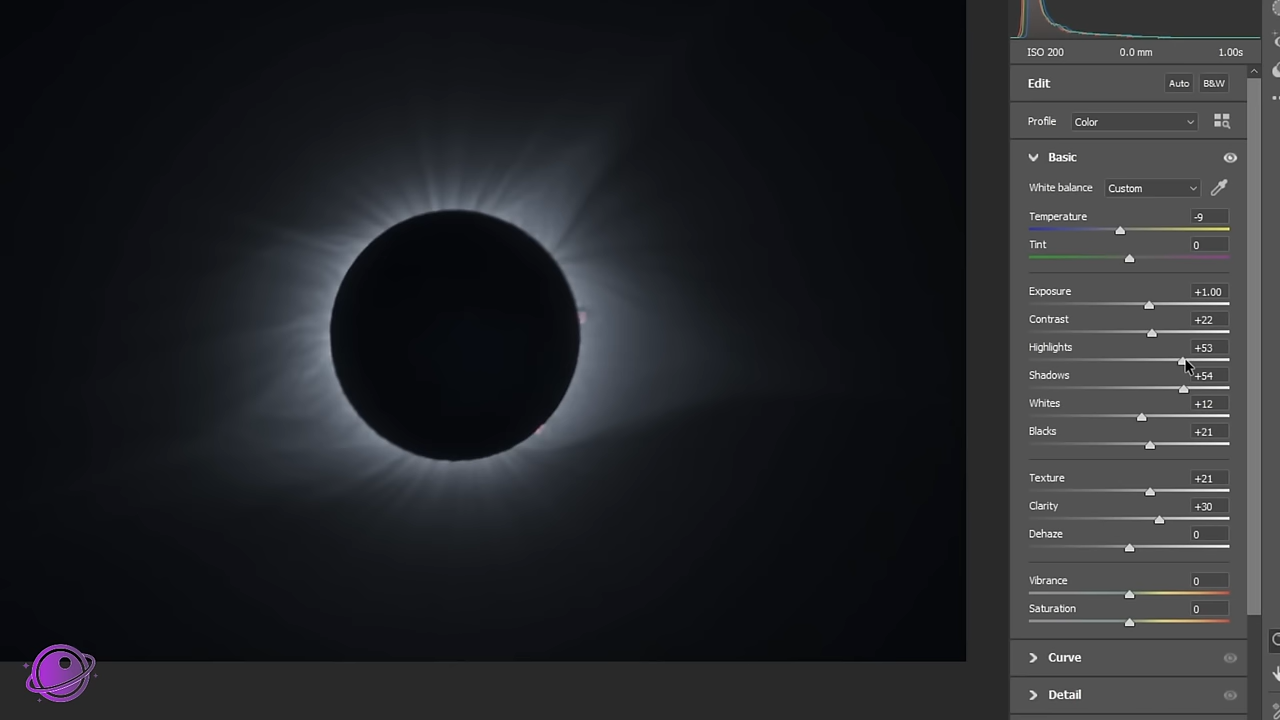 ISO 200 0.0 mm 1.00s
Edit Auto B&W
Profile Color
Basic
White balance Custom
Temperature -9
Tint 0
Exposure +1.00
Contrast +22
Highlights +53
Shadows +54
Whites +12
Blacks +21
Texture +21
Clarity +30
Dehaze 0
Vibrance 0
Saturation 0
Curve
Detail